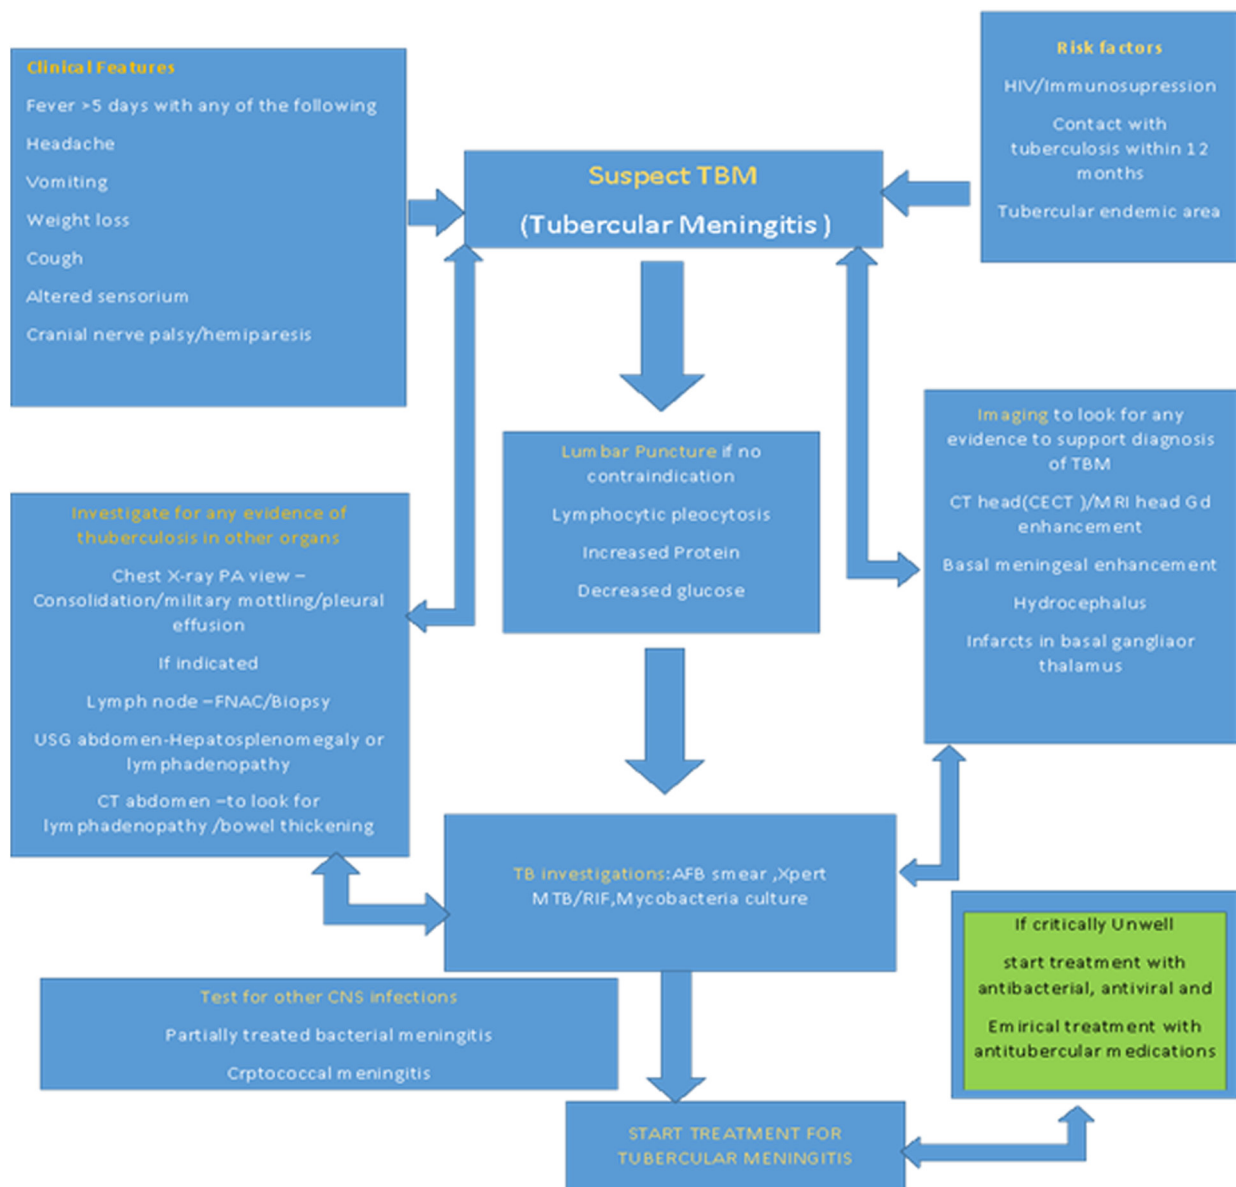 Clinical Features
Fever >5 days with any of the following
Headache
Vomiting
Weight loss
Cough
Altered sensorium
Cranial nerve palsy/hemiparesis
Suspect TBM
(Tubercular Meningitis )
Risk factors
HIV/Immunosupression
Contact with
tuberculosis within 12
months
Tubercular endemic area
Lumbar Puncture if no
contraindication
Lymphocytic pleocytosis
Increased Protein
Decreased glucose
Imaging to look for any
evidence to support diagnosis
of TBM
CT head(CECT )/MRI head Gd
enhancement
Basal meningeal enhancement
Hydrocephalus
Infarcts in basal gangliaor
thalamus
Investigate for any evidence of
thuberculosis in other organs
Chest X-ray PA view –
Consolidation/military mottling/pleural
effusion
If indicated
Lymph node –FNAC/Biopsy
USG abdomen-Hepatosplenomegaly or
lymphadenopathy
CT abdomen –to look for
lymphadenopathy /bowel thickening
TB investigations:AFB smear ,Xpert
MTB/RIF,Mycobacteria culture
Test for other CNS infections
Partially treated bacterial meningitis
Crptococcal meningitis
If critically Unwell
start treatment with
antibacterial, antiviral and
Emirical treatment with
antitubercular medications
START TREATMENT FOR
TUBERCULAR MENINGITIS